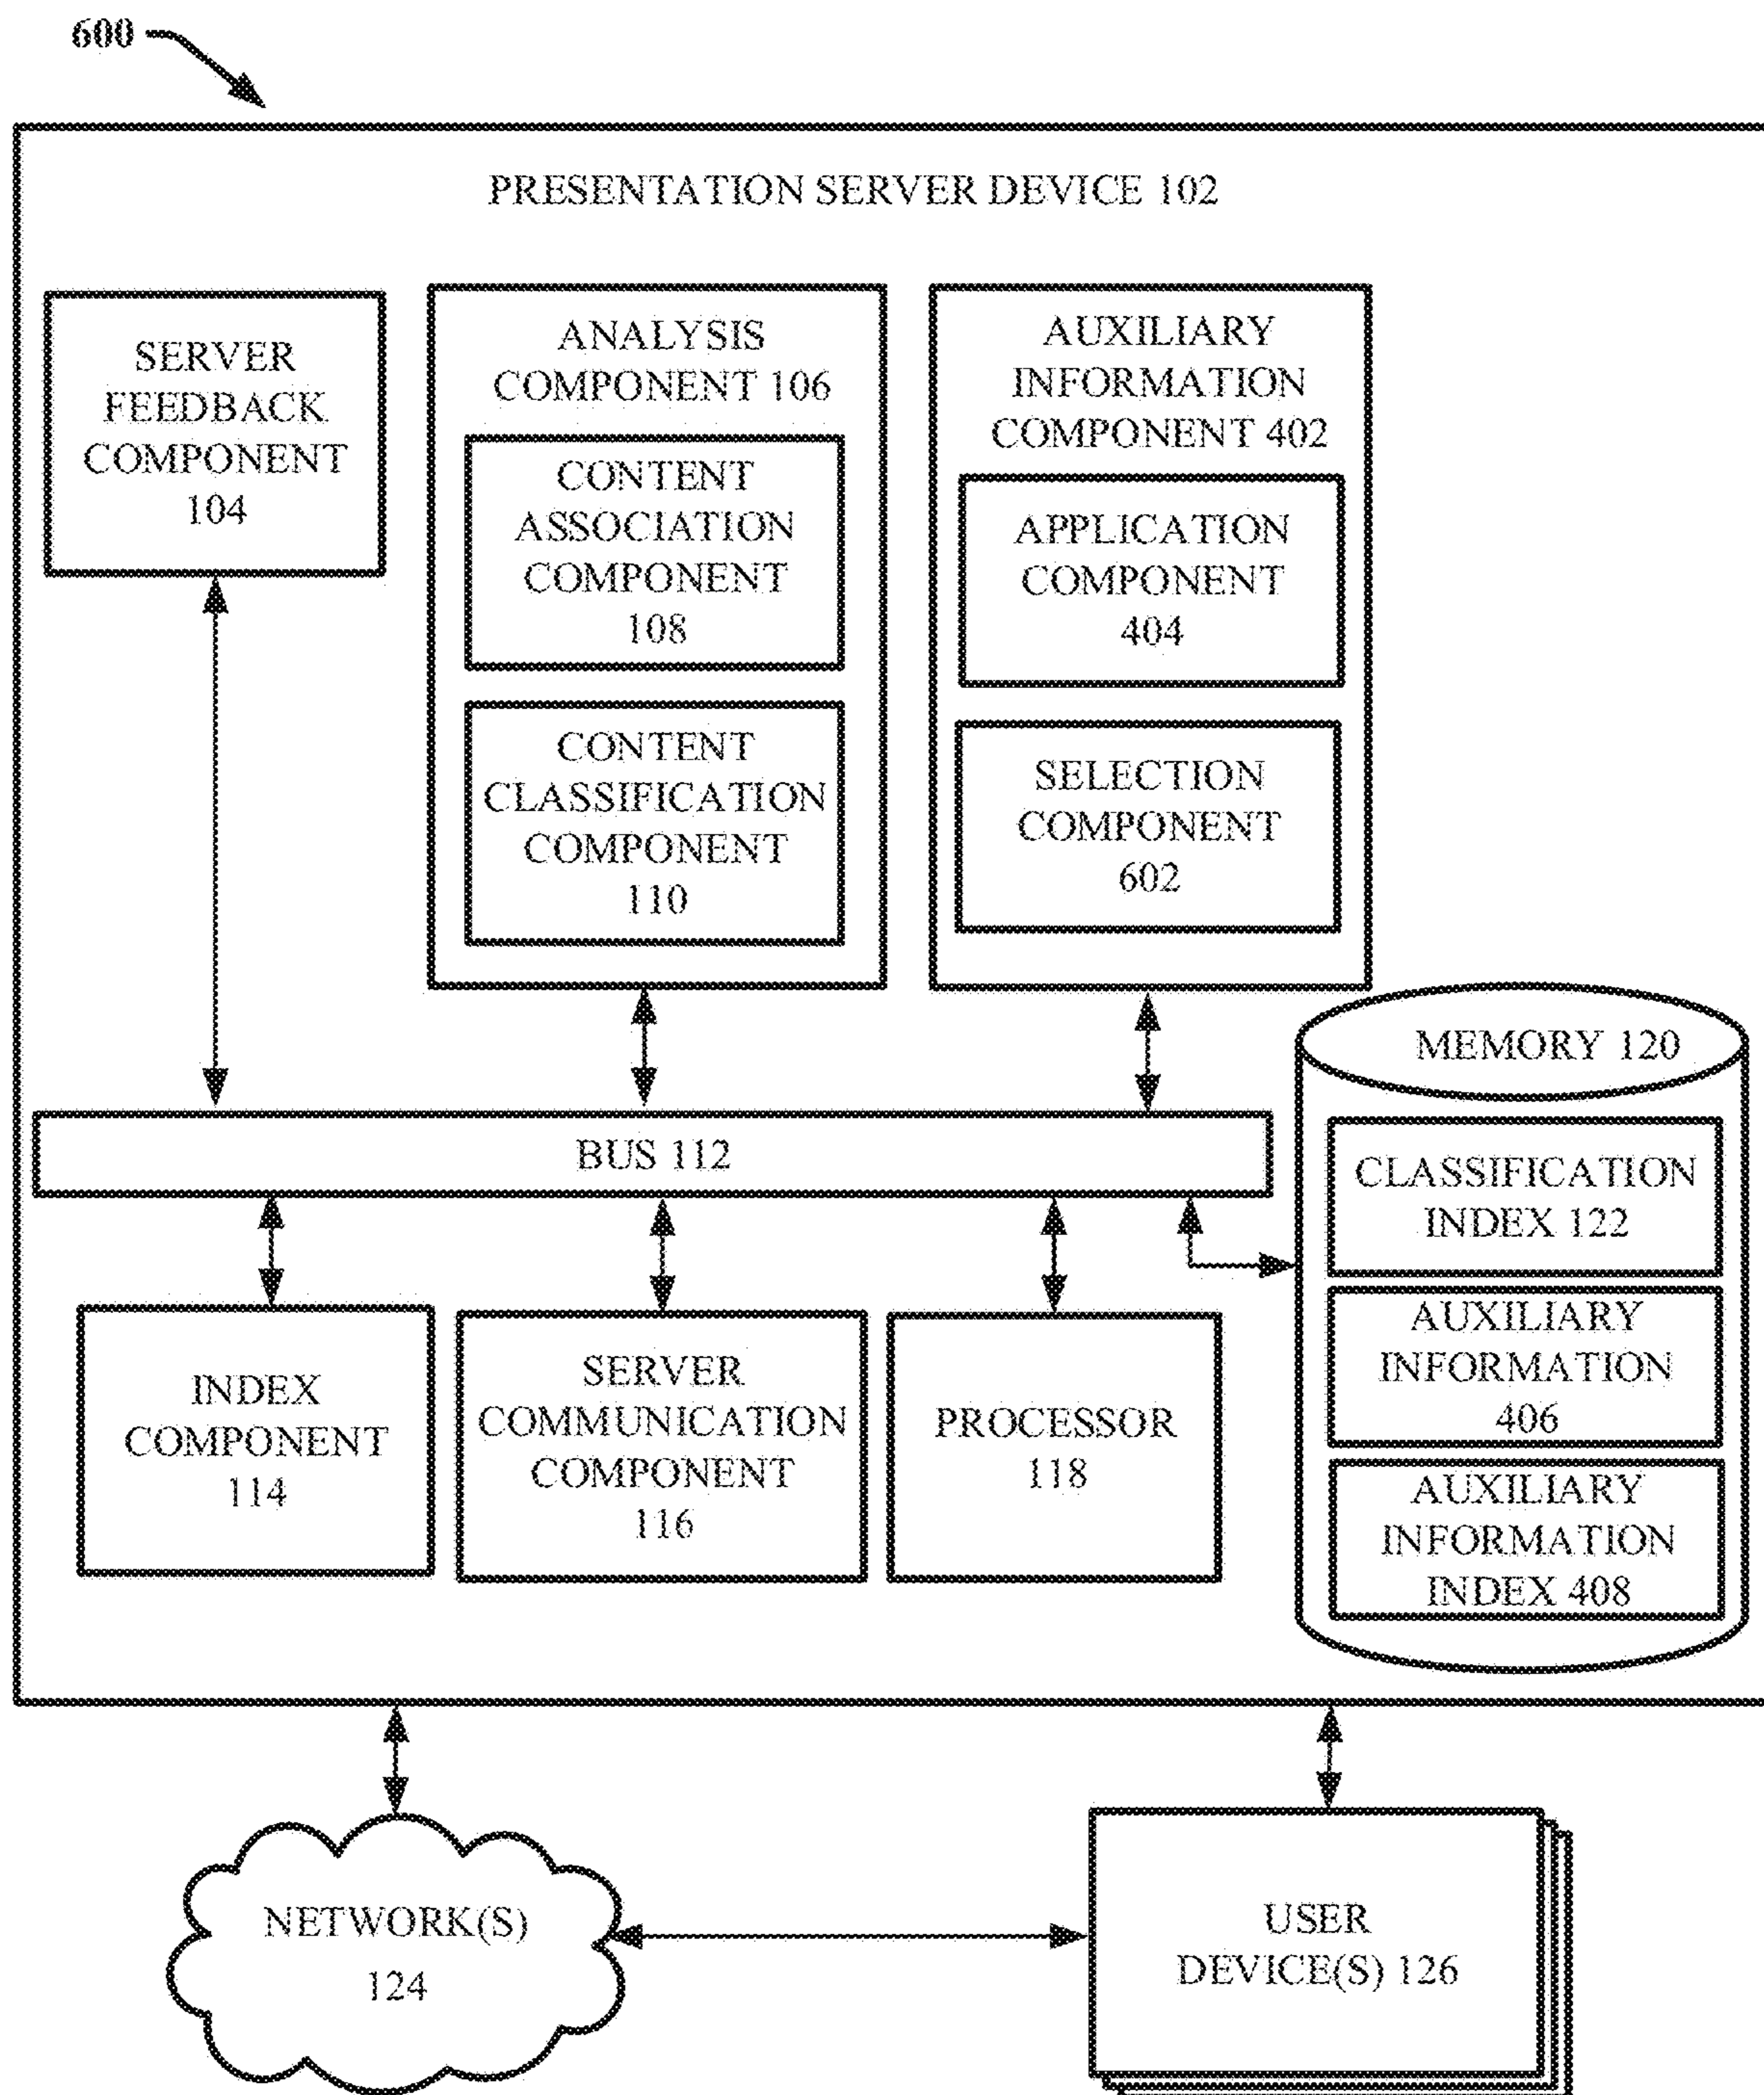 600
PRESENTATION SERVER DEVICE 102
SERVER
FEEDBACK
COMPONENT
104
ANALYSIS
COMPONENT 106
CONTENT
ASSOCIATION
COMPONENT
108
CONTENT
CLASSIFICATION
COMPONENT
110
AUXILIARY
INFORMATION
COMPONENT 402
APPLICATION
COMPONENT
404
SELECTION
COMPONENT
602
MEMORY 120
CLASSIFICATION
INDEX 122
AUXILIARY
INFORMATION
406
AUXILIARY
INFORMATION
INDEX 408
BUS 112
INDEX
COMPONENT
114
SERVER
COMMUNICATION
COMPONENT
116
PROCESSOR
118
NETWORK(S)
124
USER
DEVICE(S) 126